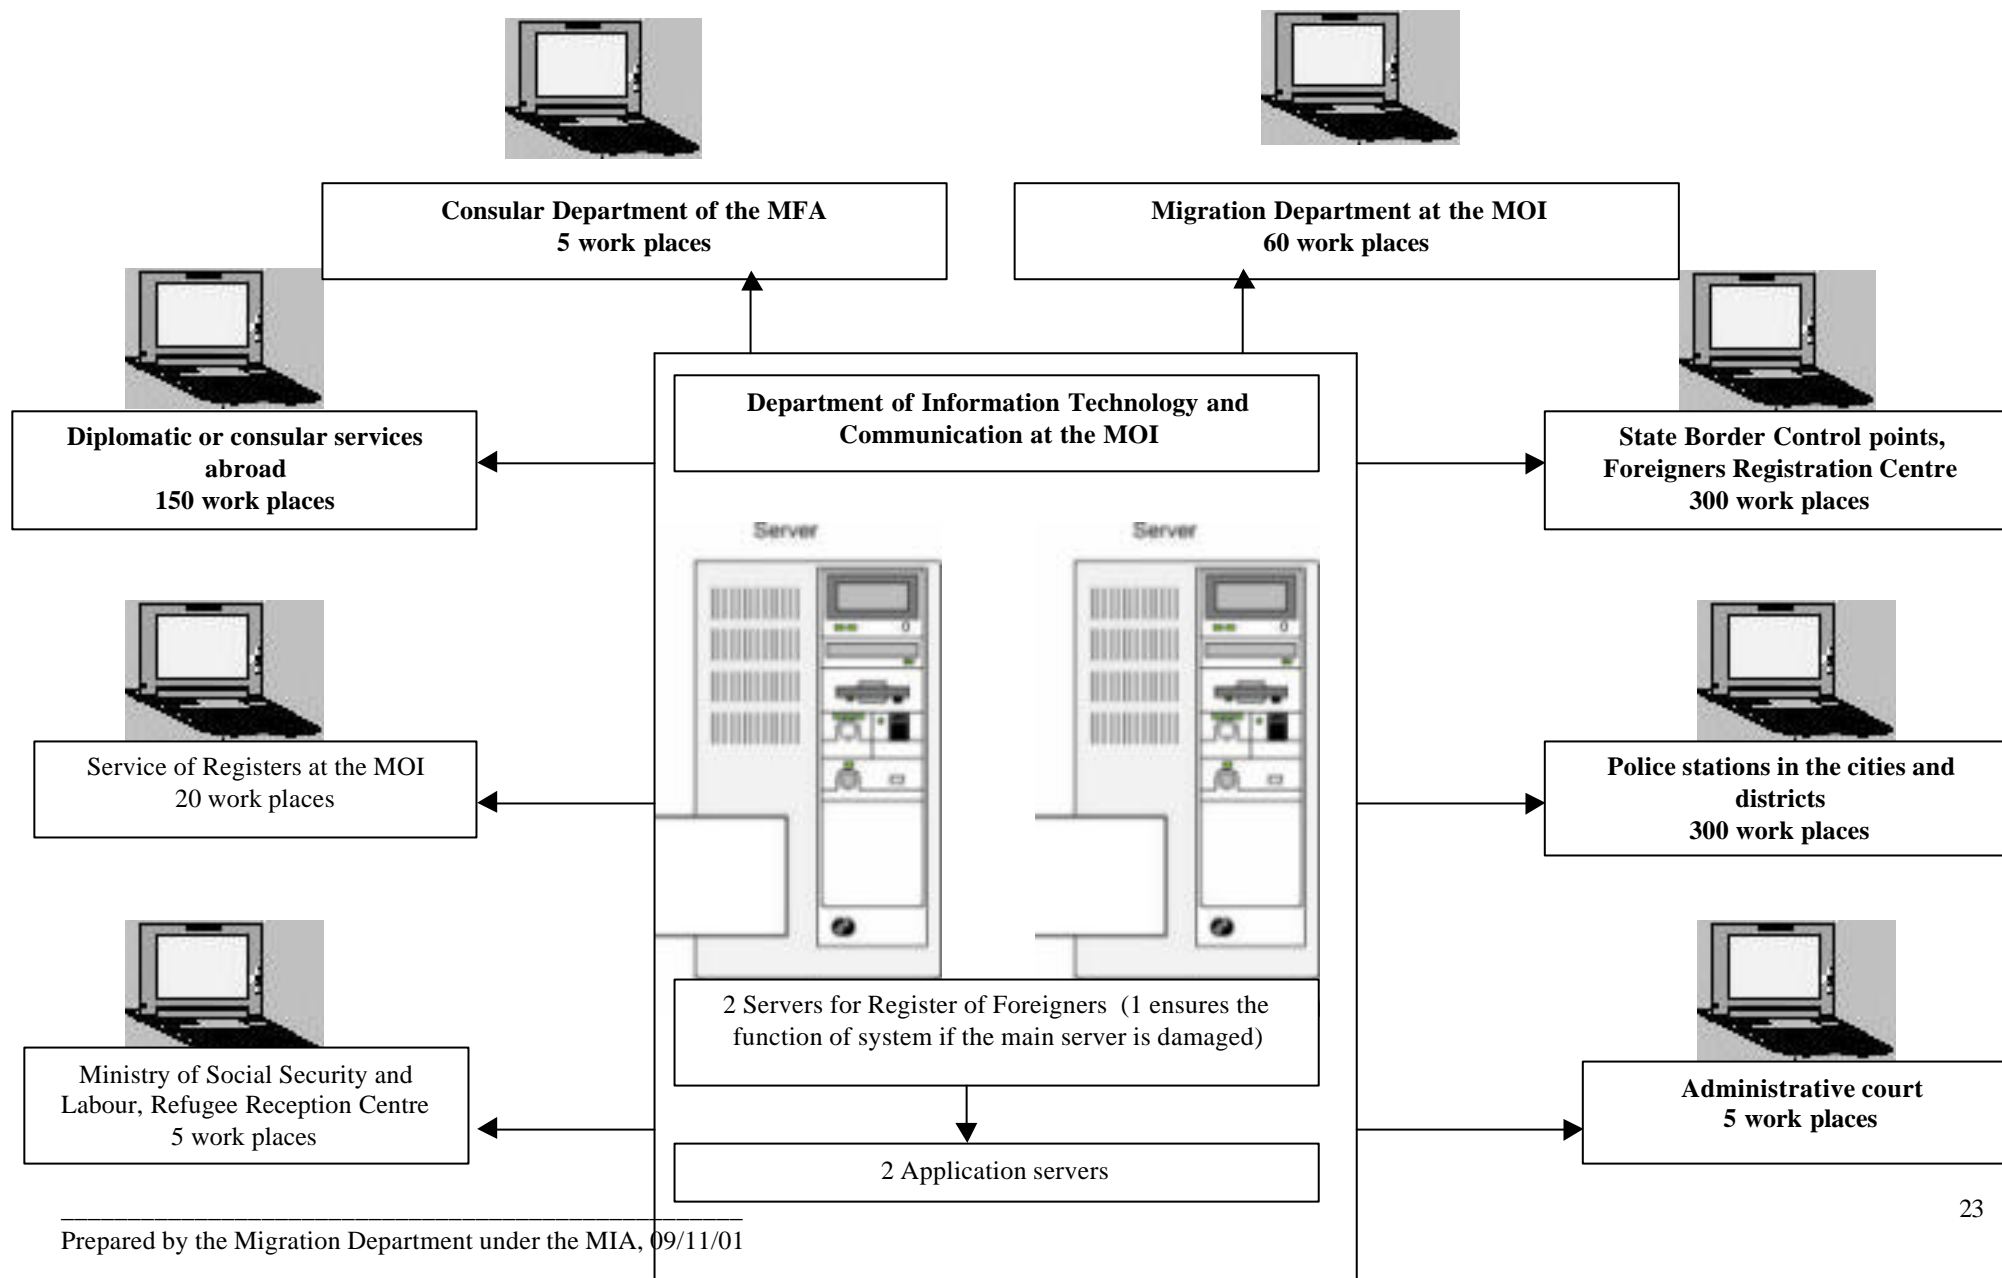 Consular Department of the MFA
5 work places
Migration Department at the MOI
60 work places
Diplomatic or consular services
abroad
150 work places
Department of Information Technology and
Communication at the MOI
State Border Control points,
Foreigners Registration Centre
300 work places
Server
Server
Service of Registers at the MOI
20 work places
Police stations in the cities and
districts
300 work places
2 Servers for Register of Foreigners (1 ensures the
function of system if the main server is damaged)
Ministry of Social Security and
Labour, Refugee Reception Centre
5 work places
Administrative court
5 work places
2 Application servers
23
Prepared by the Migration Department under the MIA, 09/11/01